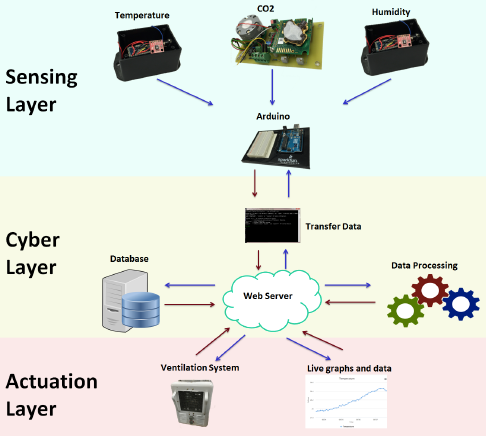 Temperature
CO2
Humidity
Sensing
Layer
Arduino
Transfer Data
Cyber
Layer
Database
Data Processing
Web Server
Actuation
Layer
Ventilation System
Live graphs and data